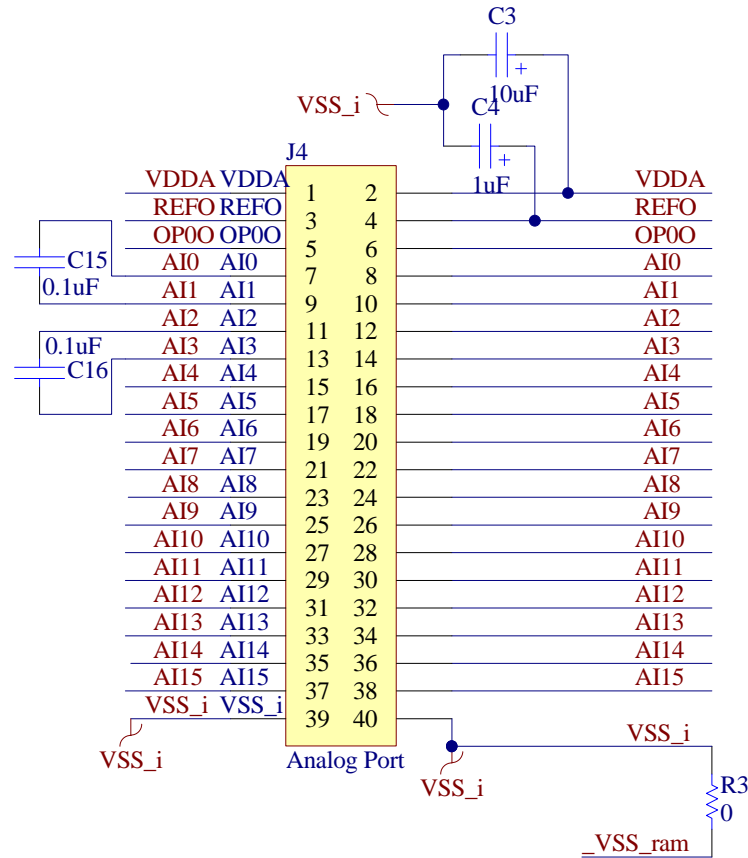 C3
+
10uF
VSS_i
C4
+
1uF
J4
VDDA VDDA 1 2 VDDA
REFO REFO 3 4 REFO
OP0O OP0O 5 6 OP0O
C15 AI0 AI0 7 8 AI0
0.1uF AI1 AI1 9 10 AI1
AI2 AI2 11 12 AI2
0.1uF AI3 AI3 13 14 AI3
C16 AI4 AI4 15 16 AI4
AI5 AI5 17 18 AI5
AI6 AI6 19 20 AI6
AI7 AI7 21 22 AI7
AI8 AI8 23 24 AI8
AI9 AI9 25 26 AI9
AI10 AI10 27 28 AI10
AI11 AI11 29 30 AI11
AI12 AI12 31 32 AI12
AI13 AI13 33 34 AI13
AI14 AI14 35 36 AI14
AI15 AI15 37 38 AI15
VSS_i VSS_i 39 40
VSS_i
VSS_i
Analog Port
VSS_i
R3
0
_VSS_ram